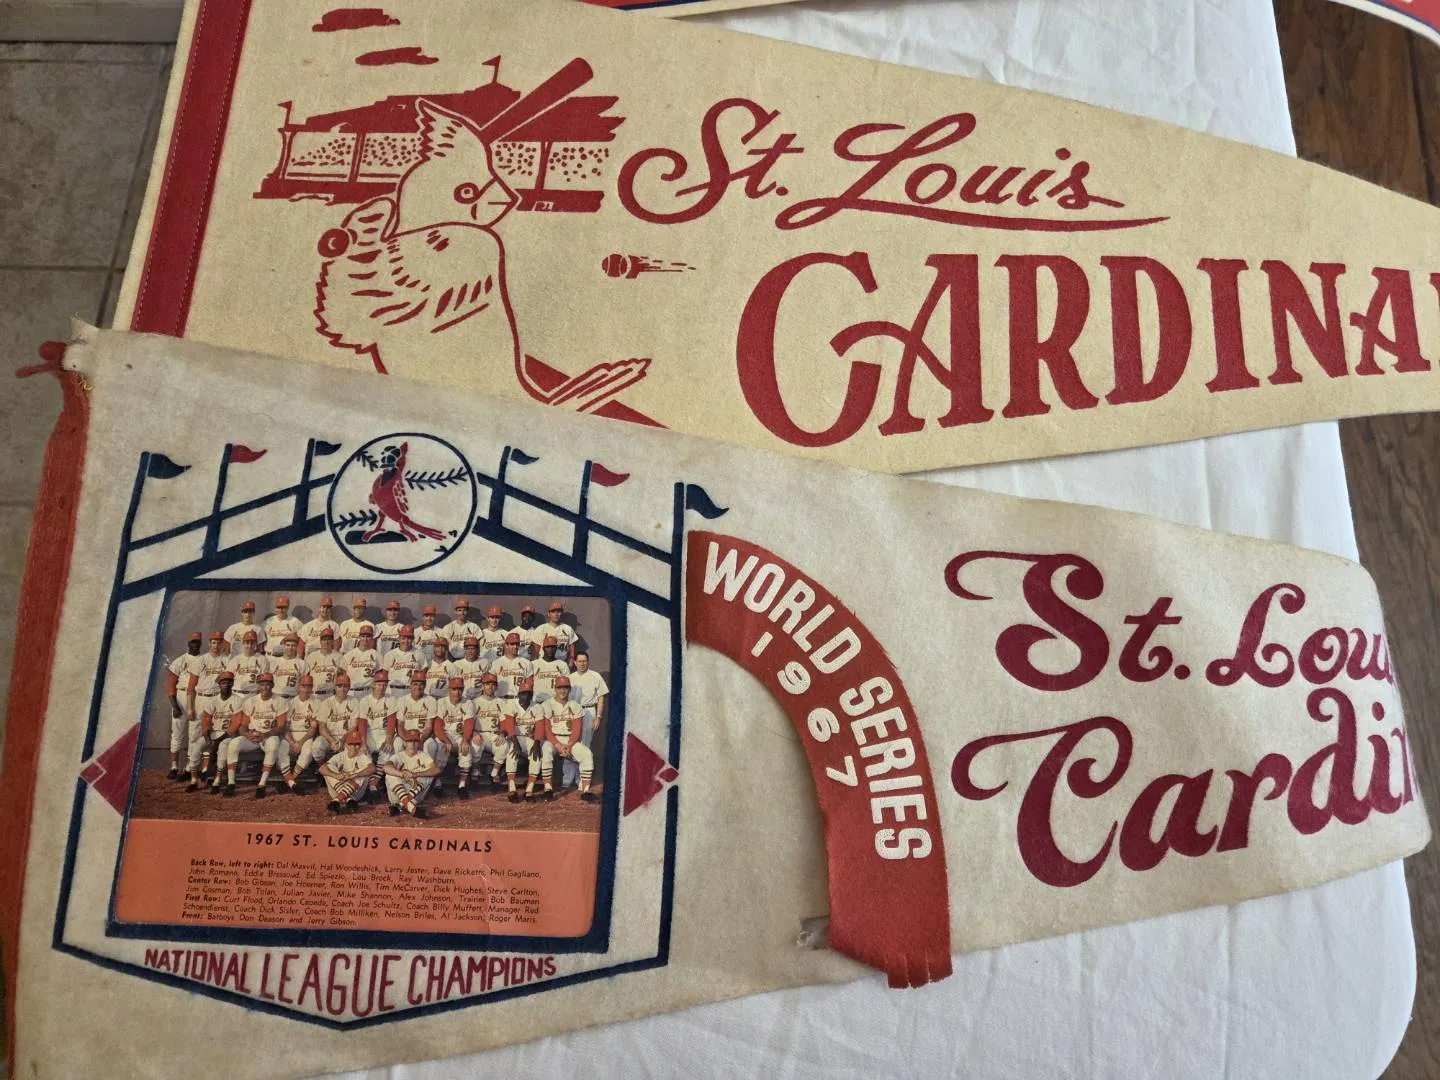 St. Louis
CARDINA
WORLD SERIES
1967
St. Lou
Cardin
1967 ST. LOUIS CARDINALS
Back Row, left to right: Dal Maxvil, Hal Woodeshick, Larry Jaster, Dave Ricketts, Phil Gagliano,
John Romano, Eddie Bressoud, Ed Spiezio, Lou Brock, Ray Washburn.
Center Row: Bob Gibson, Joe Hoerner, Ron Willis, Tim McCarver, Dick Hughes, Steve Carlton,
Jim Cosman, Bob Tolan, Julian Javier, Mike Shannon, Alex Johnson, Trainer Bob Bauman
First Row: Curt Flood, Orlando Cepeda, Coach Joe Schultz, Coach Billy Muffett, Manager Red
Schoendienst, Coach Dick Sisler, Coach Bob Milliken, Nelson Briles, Al Jackson, Roger Maris.
Front: Batboys Don Deason and Jerry Gibson.
NATIONAL LEAGUE CHAMPIONS